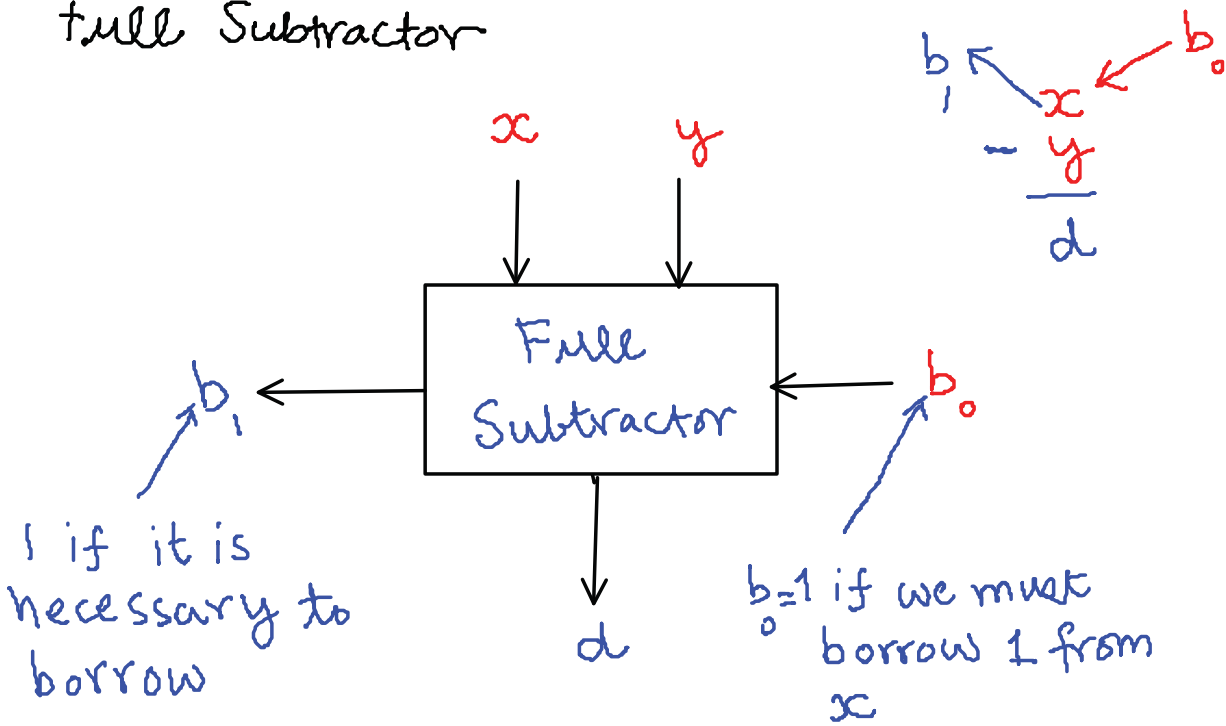 Full Subtractor
b₁
b₀
x
- y
d
x
y
Full
Subtractor
b₁
b₀
d
1 if it is
necessary to
borrow
b₀=1 if we must
borrow 1 from
x